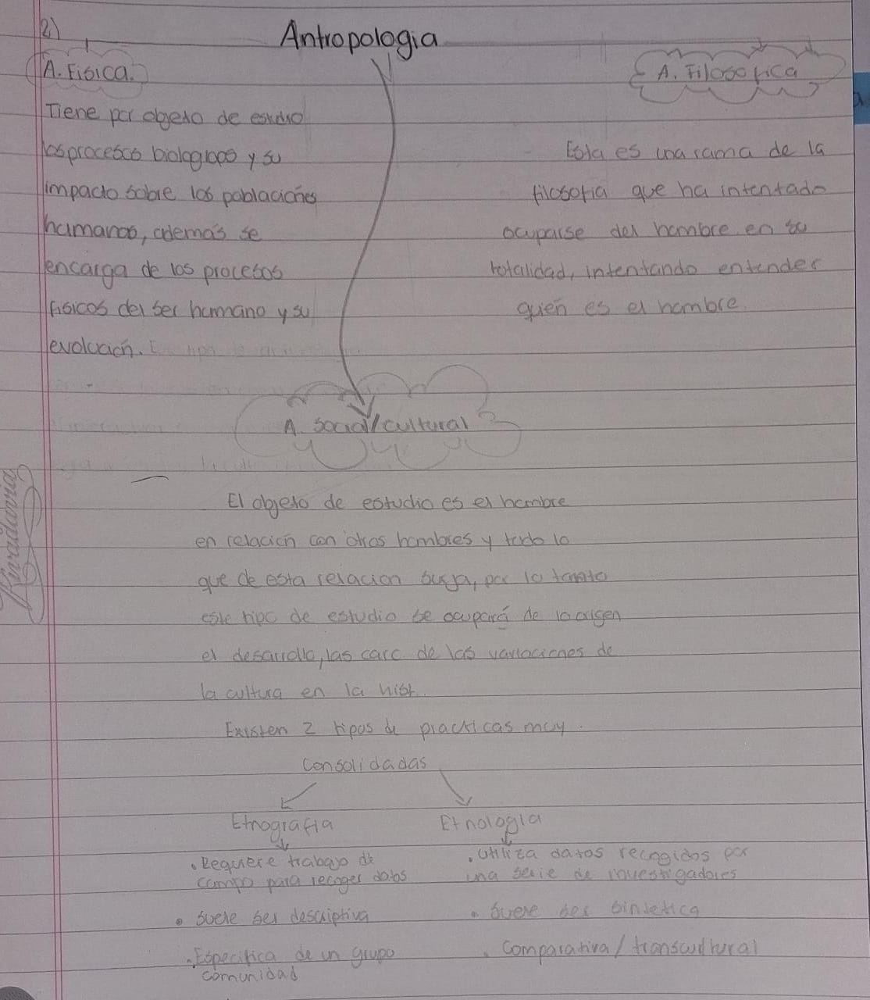 2)
Antropologia
A. Fisica.
Tiene por objeto de estudio
los procesos biologicos y su
impacto sobre las poblaciones
humanas, además se
encarga de los procesos
fisicos del ser humano y su
evolución.
A. Filosofica
Esta es una rama de la
filosofia que ha intentado
ocuparse del hombre en su
totalidad, intentando entender
quien es el hombre.
A. Social/cultural
El objeto de estudio es el hombre
en relación con otros hombres y todo lo
que de esta relacion surja, por lo tanto
este tipo de estudio se ocupará de lo origen
el desarrollo, las carc de las variaciones de
la cultura en la hist.
Existen 2 tipos de practicas muy
consolidadas
Etnografia
• Requiere trabajo de
campo para recoger datos
• Suele ser descriptiva
• Especifica de un grupo
comunidad
Etnologia
• Utiliza datos recogidos por
una serie de investigadores
• Suele ser sintetica
• Comparativa / transcultural
Rivadavia